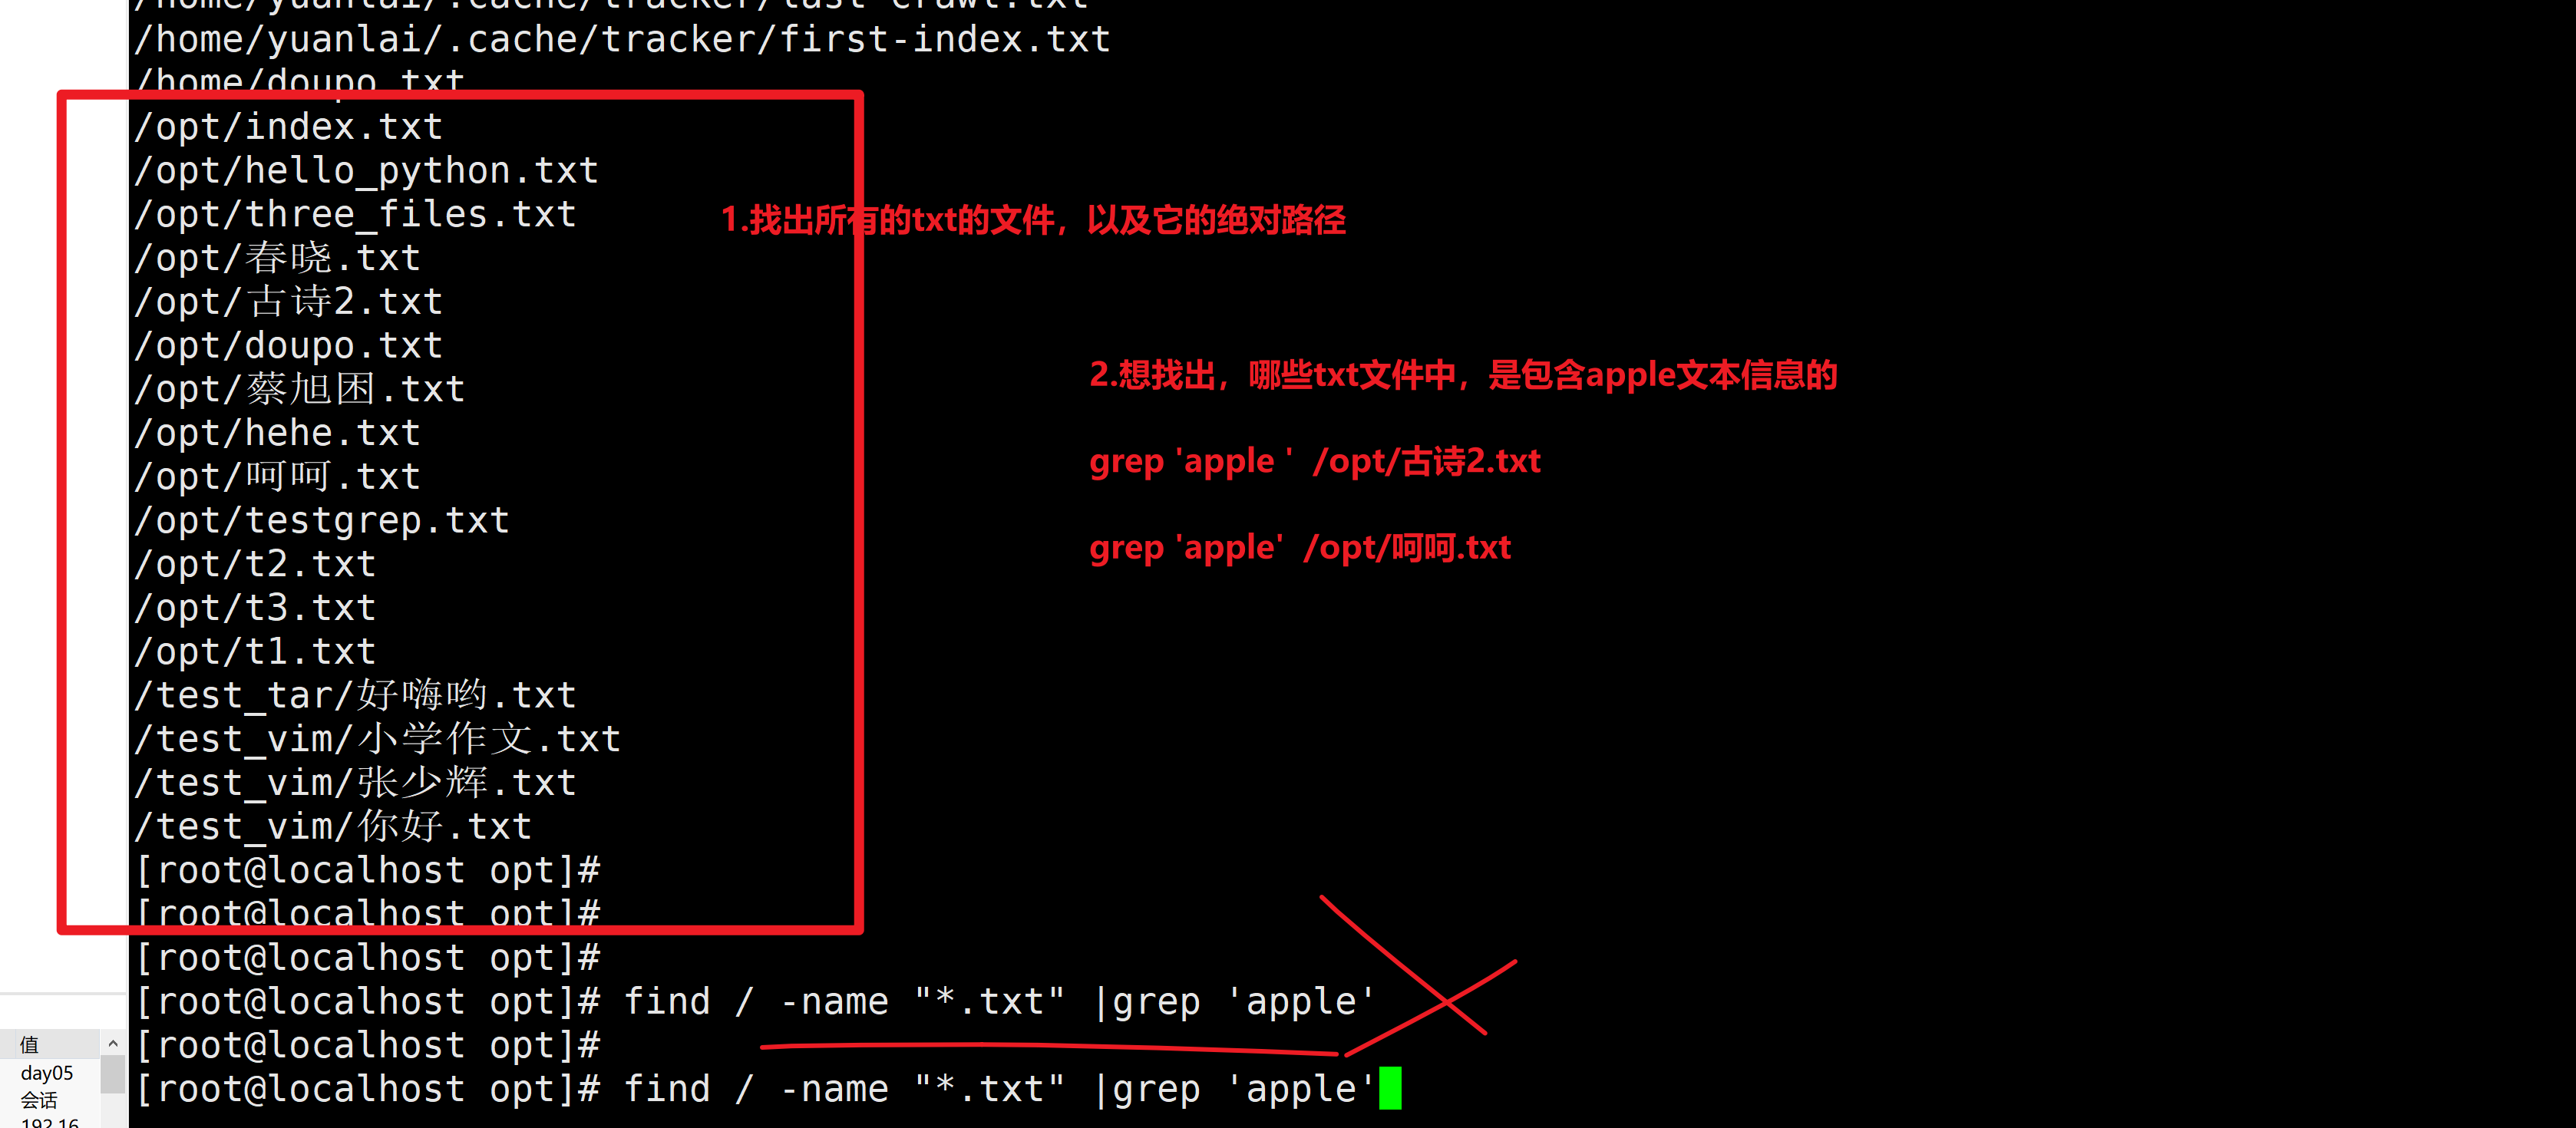 /home/yuanlai/.cache/tracker/last-crawl.txt
/home/yuanlai/.cache/tracker/first-index.txt
/home/doupo.txt
/opt/index.txt
/opt/hello_python.txt
/opt/three_files.txt
1.找出所有的txt的文件，以及它的绝对路径
/opt/春晓.txt
/opt/古诗2.txt
/opt/doupo.txt
2.想找出，哪些txt文件中，是包含apple文本信息的
/opt/蔡旭困.txt
/opt/hehe.txt
grep 'apple '  /opt/古诗2.txt
/opt/呵呵.txt
/opt/testgrep.txt
grep 'apple'  /opt/呵呵.txt
/opt/t2.txt
/opt/t3.txt
/opt/t1.txt
/test_tar/好嗨哟.txt
/test_vim/小学作文.txt
/test_vim/张少辉.txt
/test_vim/你好.txt
[root@localhost opt]#
[root@localhost opt]#
[root@localhost opt]#
[root@localhost opt]# find / -name "*.txt" |grep 'apple'
[root@localhost opt]#
[root@localhost opt]# find / -name "*.txt" |grep 'apple'
值
day05
会话
192.16